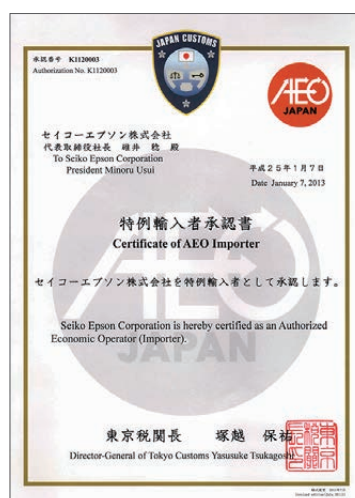 JAPAN CUSTOMS
承認番号 K1120003
Authorization No. K1120003
AEO
JAPAN
セイコーエプソン株式会社
代表取締役社長 碓井 稔 殿
To Seiko Epson Corporation
President Minoru Usui
平成25年1月7日
Date January 7, 2013
特例輸入者承認書
Certificate of AEO Importer
セイコーエプソン株式会社を特例輸入者として承認します。
Seiko Epson Corporation is hereby certified as an Authorized
Economic Operator (Importer).
AEO
JAPAN
東京税関長 塚越 保祐
Director-General of Tokyo Customs Yasusuke Tsukagoshi